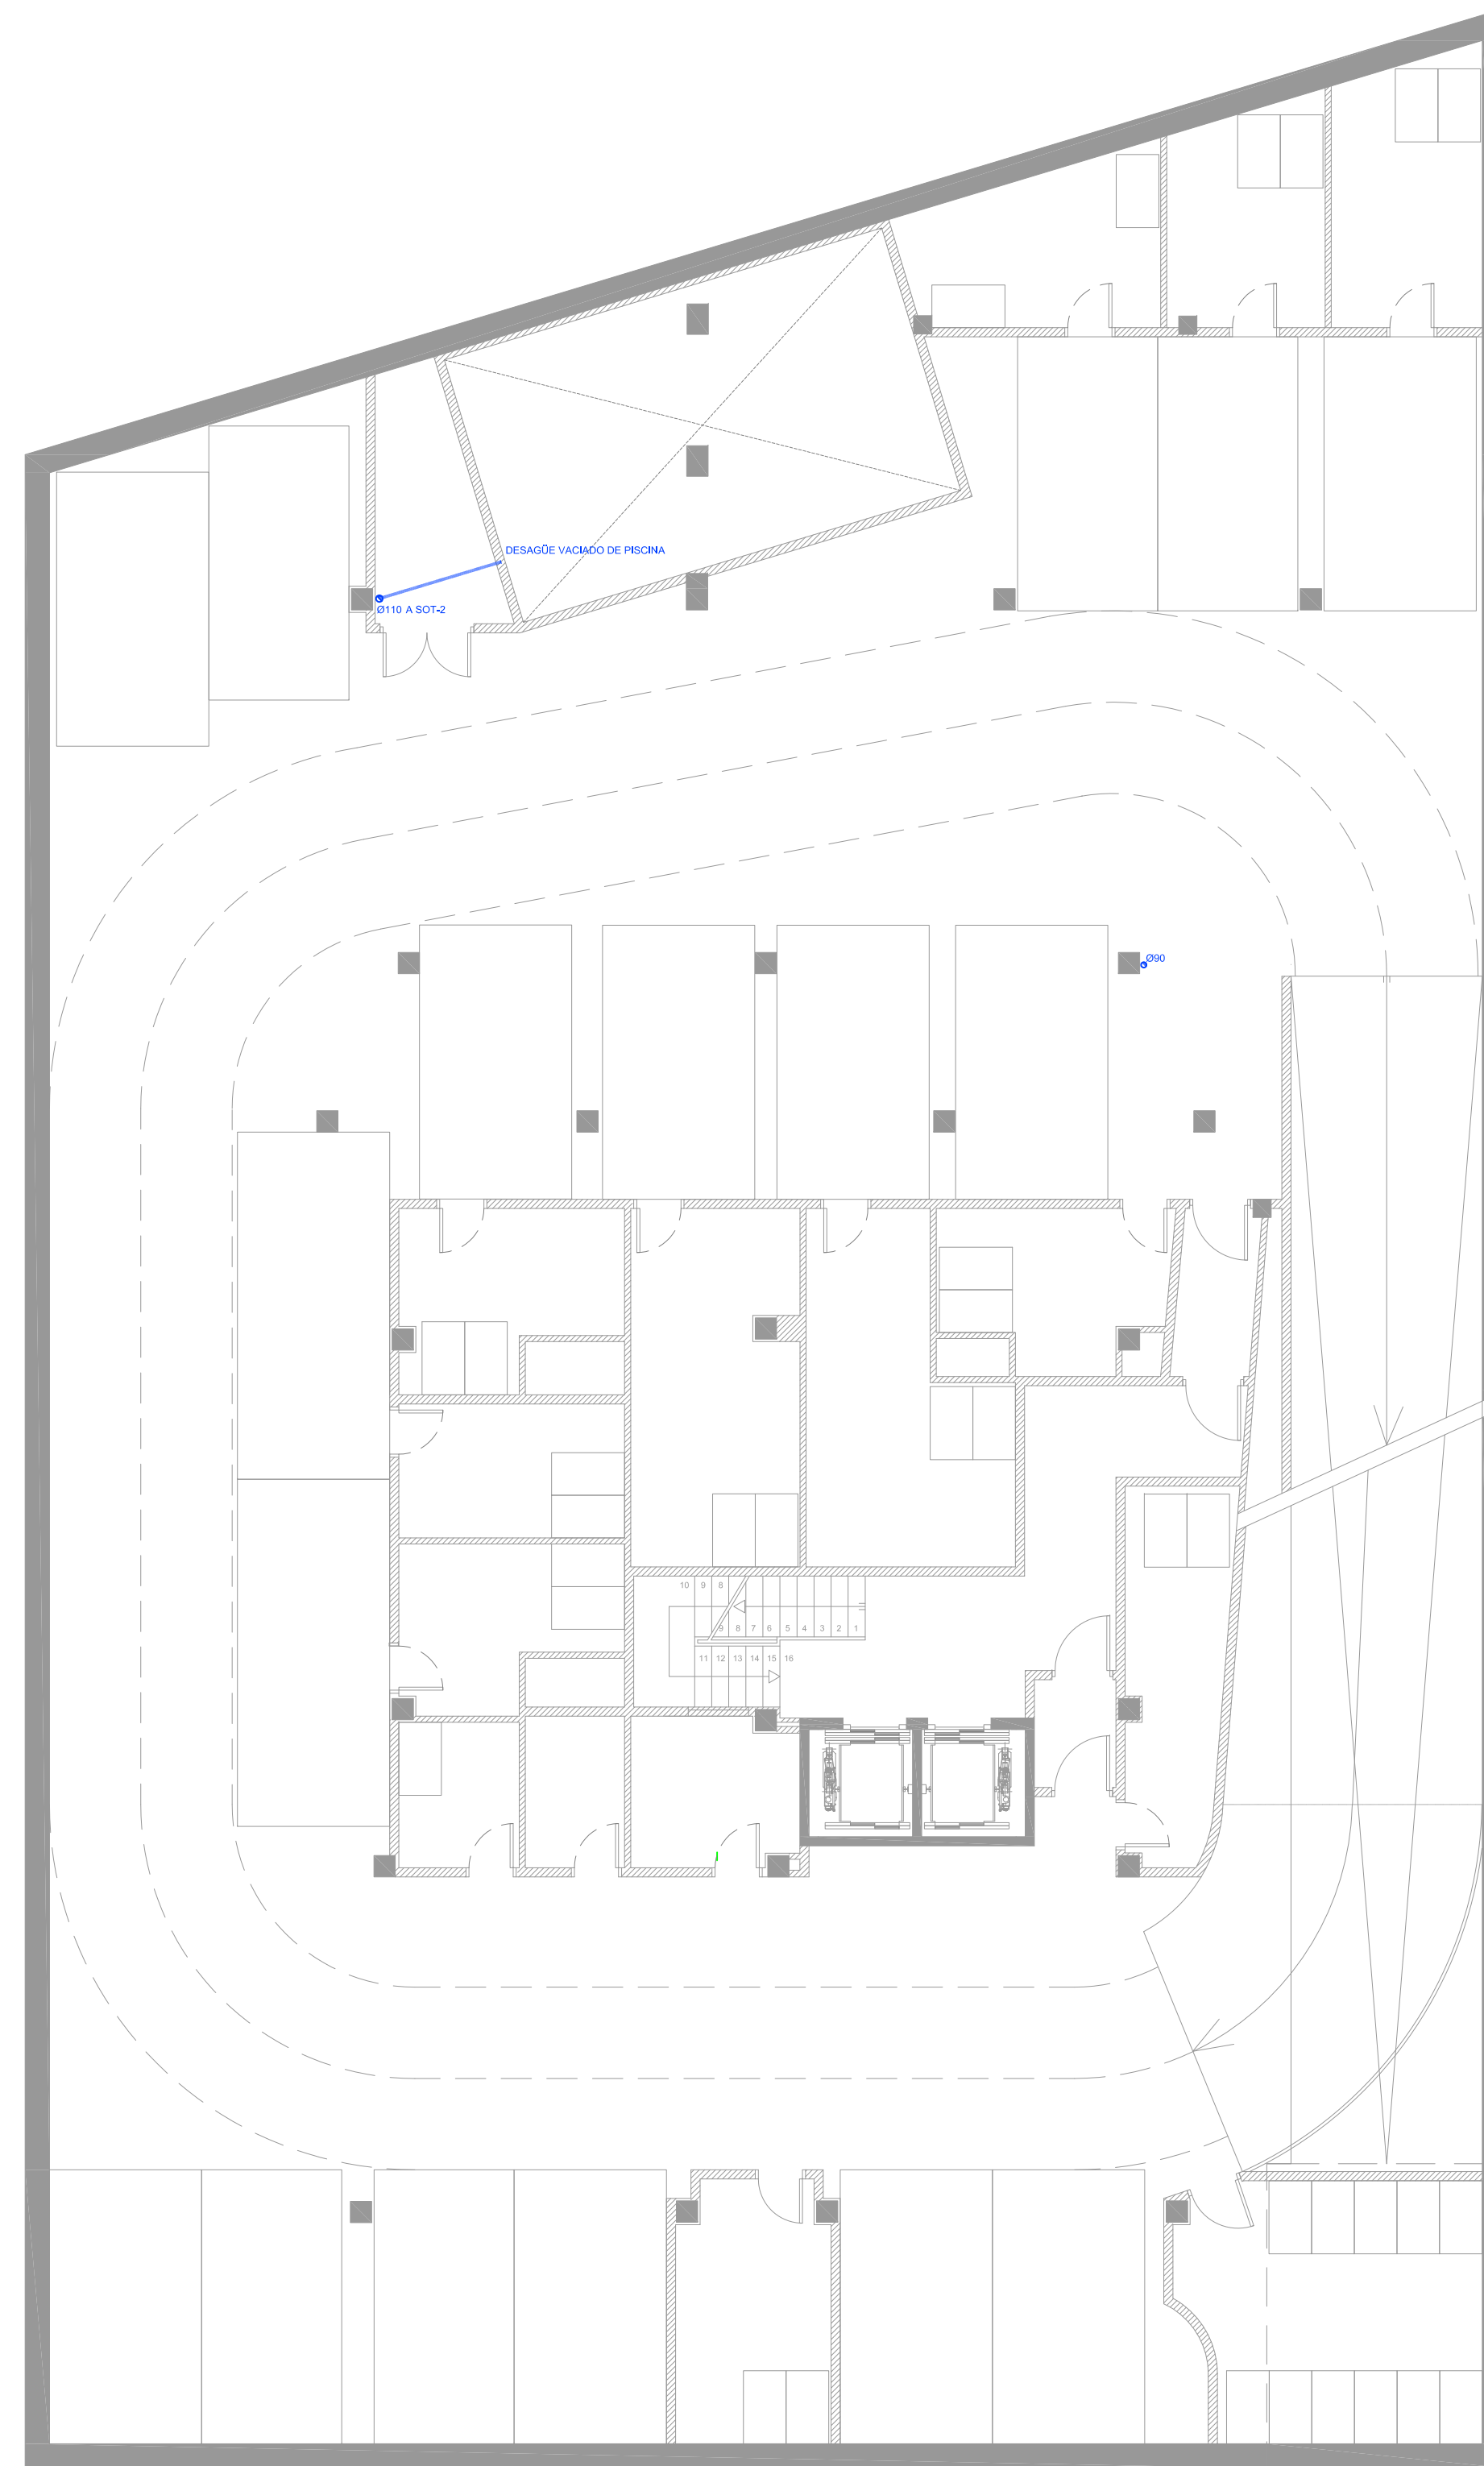 DESAGÜE VACIADO DE PISCINA
Ø110 A SOT-2
Ø90
10 9 8
9 8 7 6 5 4 3 2 1
11 12 13 14 15 16